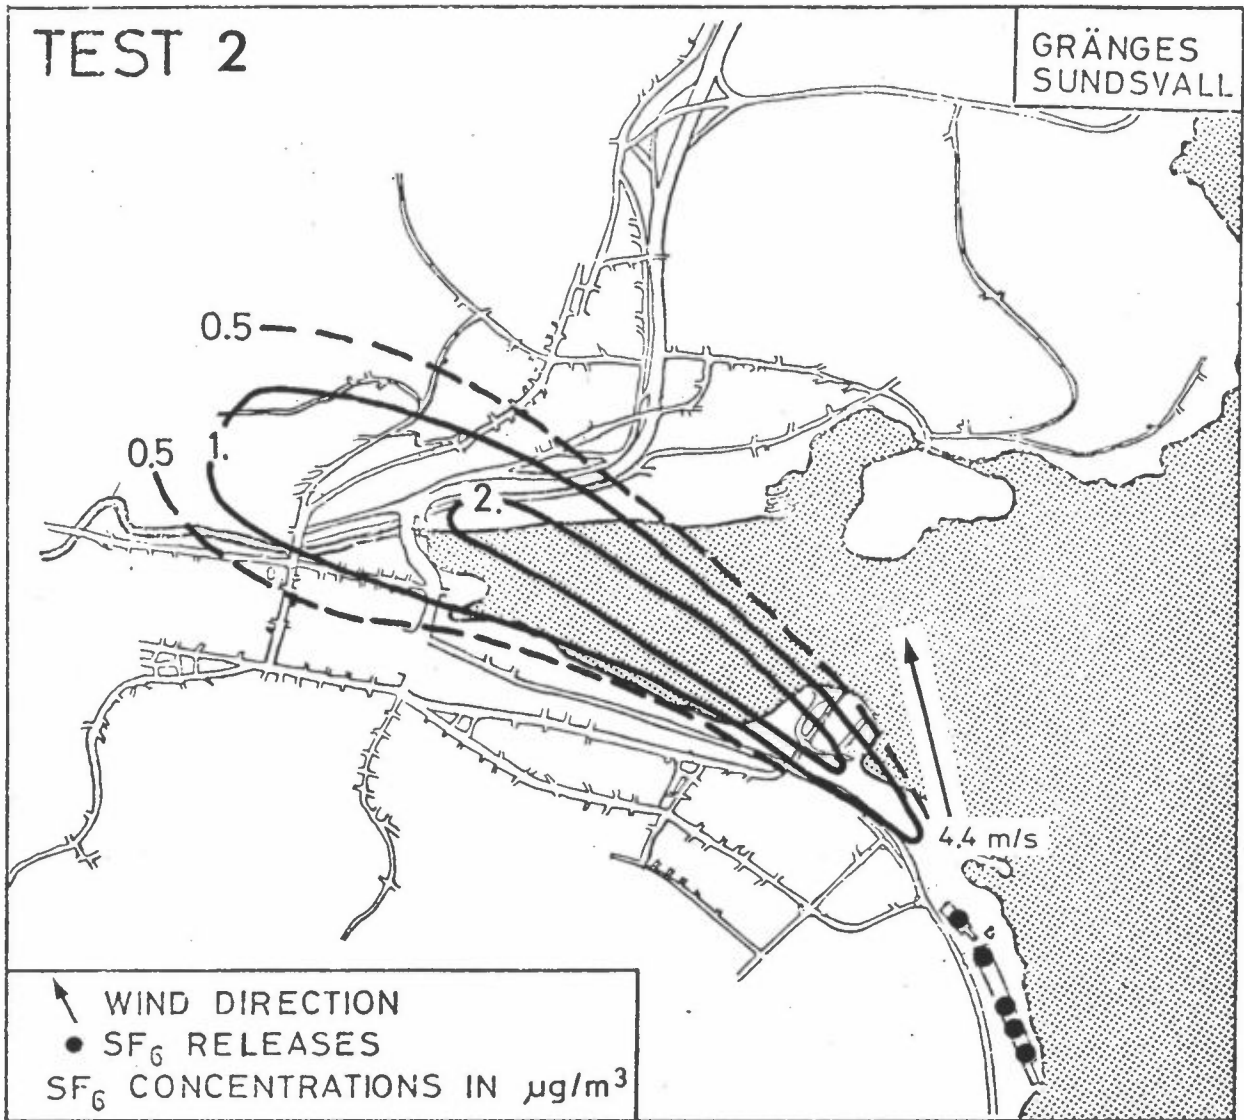 TEST 2
GRÄNGES
SUNDSVALL
0.5
1.
0.5
2.
4.4 m/s
WIND DIRECTION
SF₆ RELEASES
SF₆ CONCENTRATIONS IN µg/m³